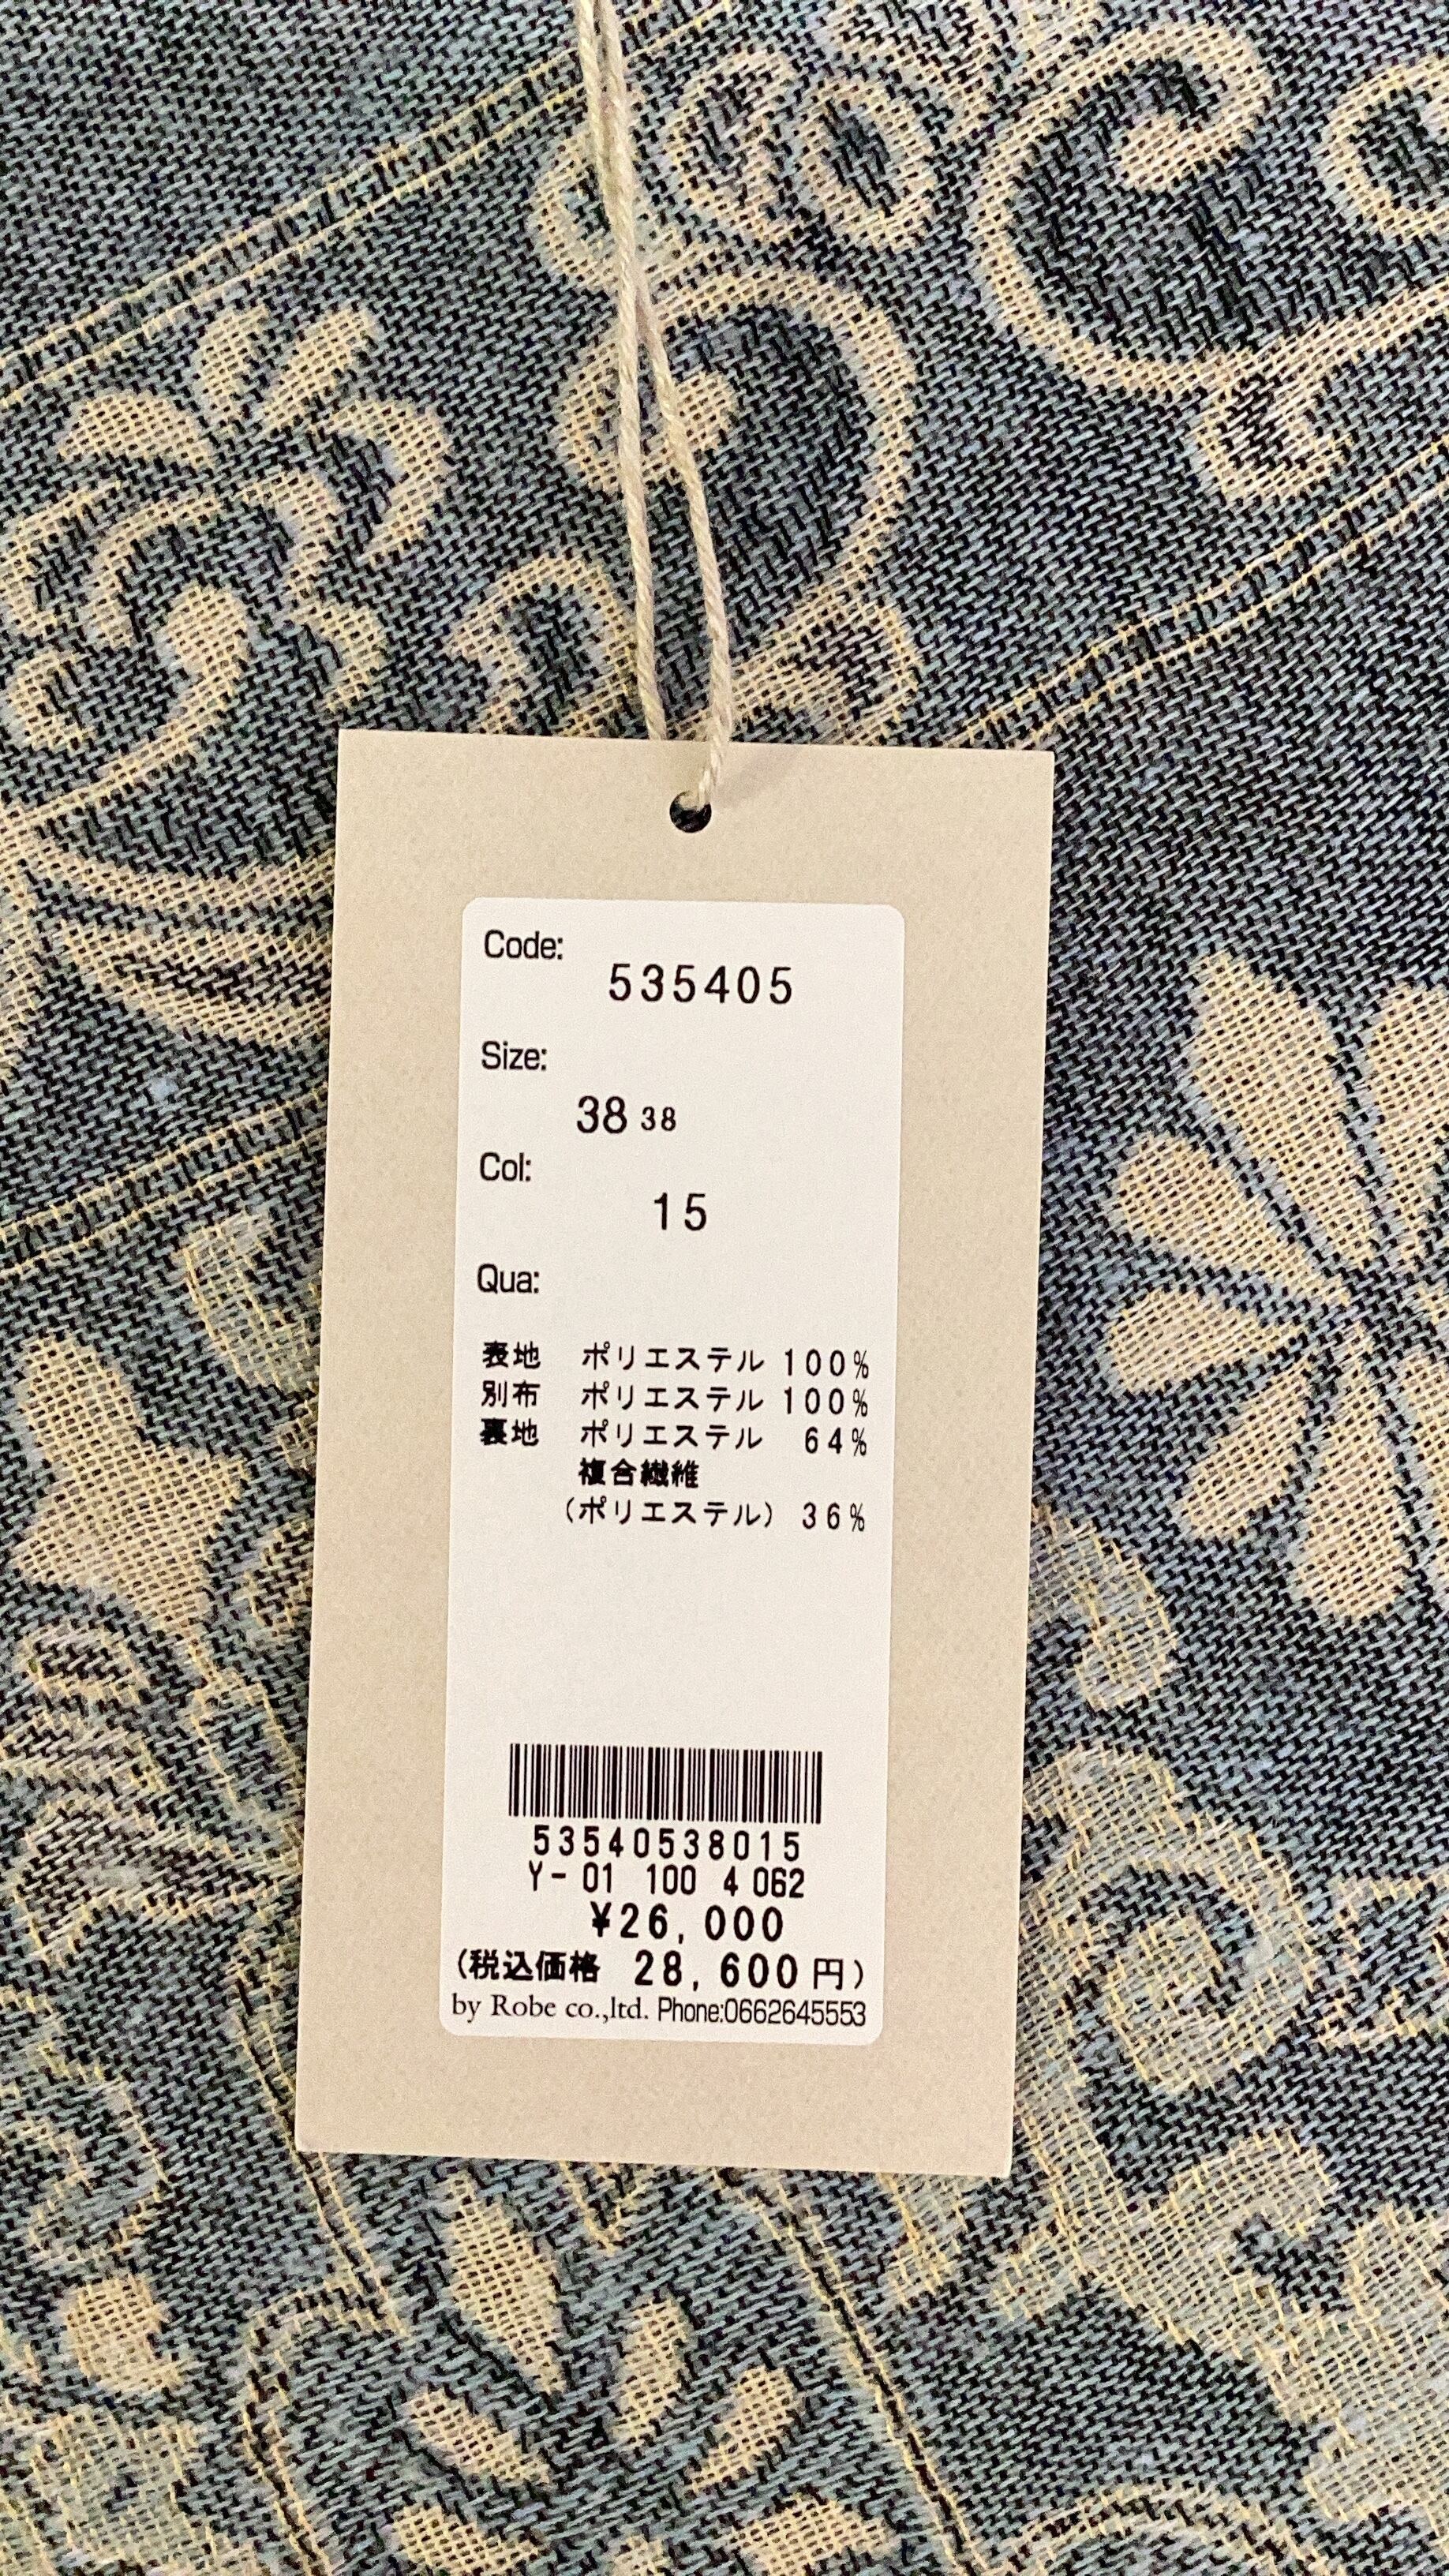 Code:
535405
Size:
38 38
Col:
15
Qua:
表地 ポリエステル 100%
別布 ポリエステル 100%
裏地 ポリエステル 64%
複合繊維
(ポリエステル) 36%
53540538015
Y-01 100 4 062
¥26,000
(税込価格 28,600円)
by Robe co.,ltd. Phone:0662645553